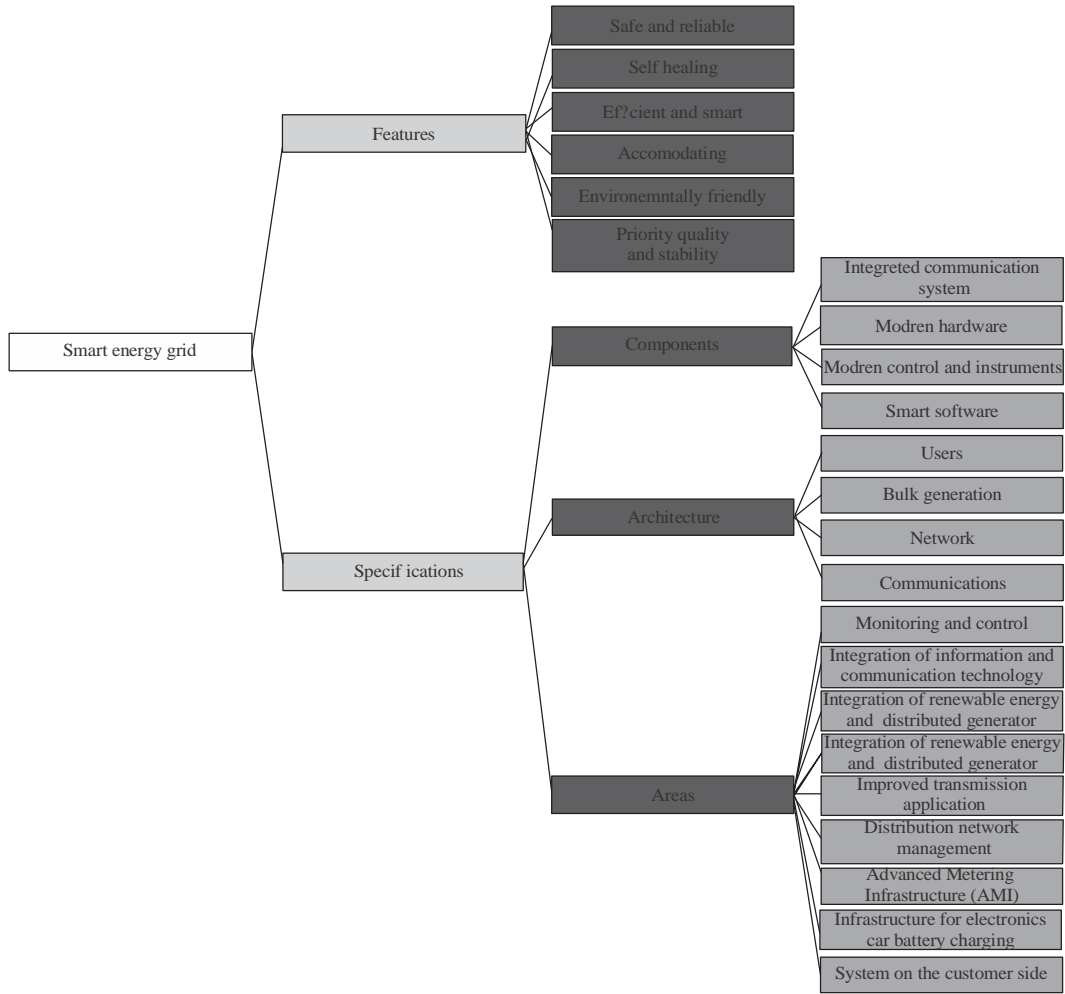 Safe and reliable
Self healing
Ef?cient and smart
Features
Accomodating
Environemntally friendly
Priority quality
and stability
Integreted communication
system
Modren hardware
Smart energy grid
Components
Modren control and instruments
Smart software
Users
Bulk generation
Architecture
Network
Specif ications
Communications
Monitoring and control
Integration of information and
communication technology
Integration of renewable energy
and distributed generator
Integration of renewable energy
and distributed generator
Areas
Improved transmission
application
Distribution network
management
Advanced Metering
Infrastructure (AMI)
Infrastructure for electronics
car battery charging
System on the customer side